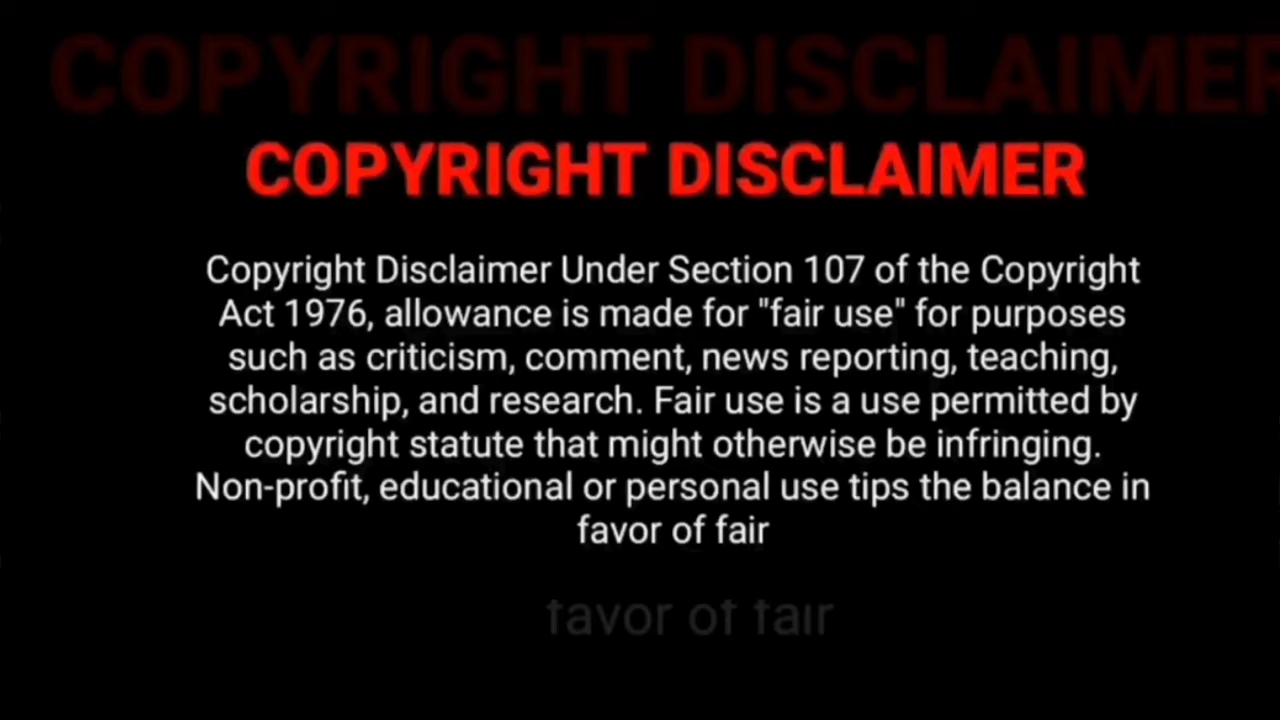 COPYRIGHT DISCLAIMER
COPYRIGHT DISCLAIMER
Copyright Disclaimer Under Section 107 of the Copyright
Act 1976, allowance is made for "fair use" for purposes
such as criticism, comment, news reporting, teaching,
scholarship, and research. Fair use is a use permitted by
copyright statute that might otherwise be infringing.
Non-profit, educational or personal use tips the balance in
favor of fair
favor of fair